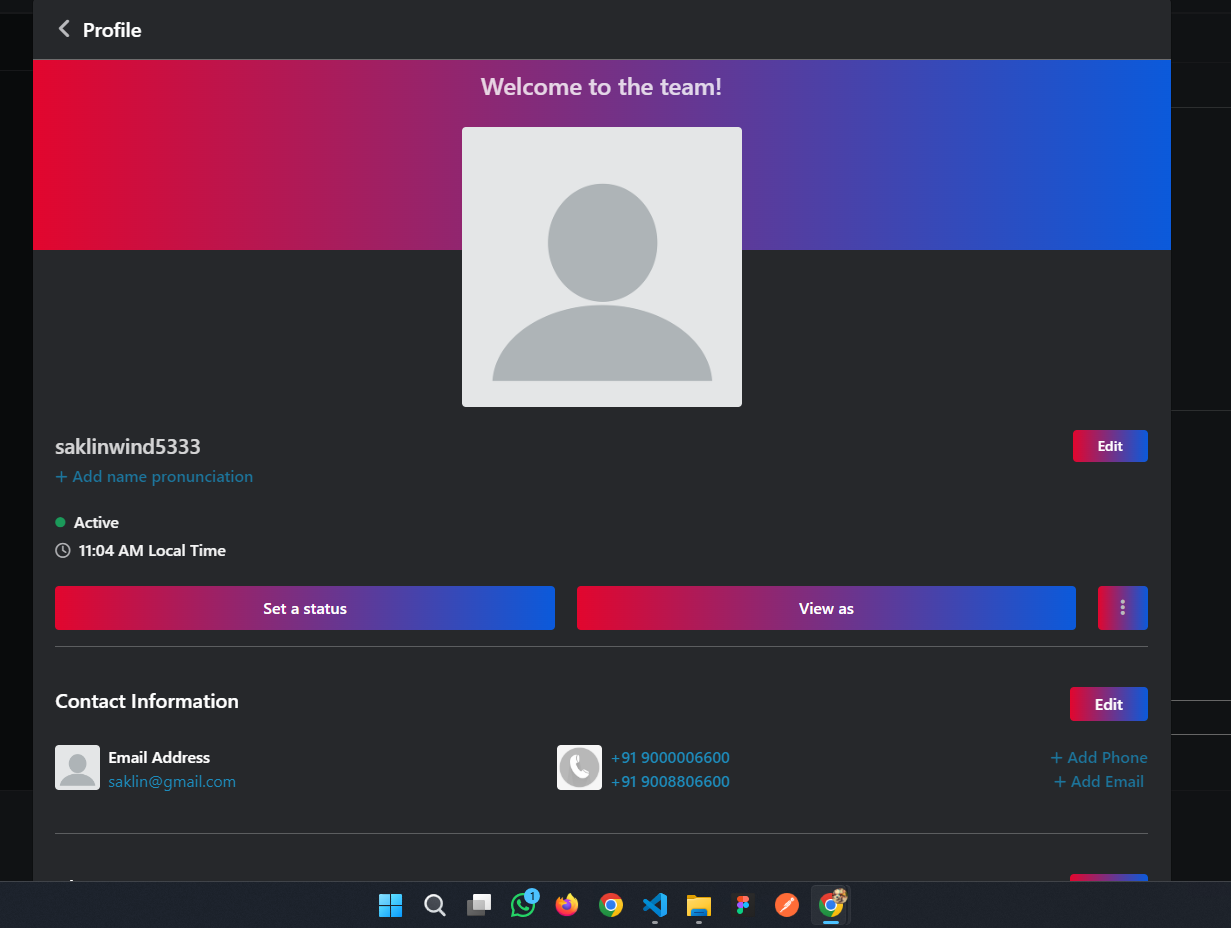 Profile
Welcome to the team!
saklinwind5333
Edit
+ Add name pronunciation
Active
11:04 AM Local Time
Set a status
View as
Contact Information
Edit
Email Address
saklin@gmail.com
+91 9000006600
+91 9008806600
+ Add Phone
+ Add Email
1